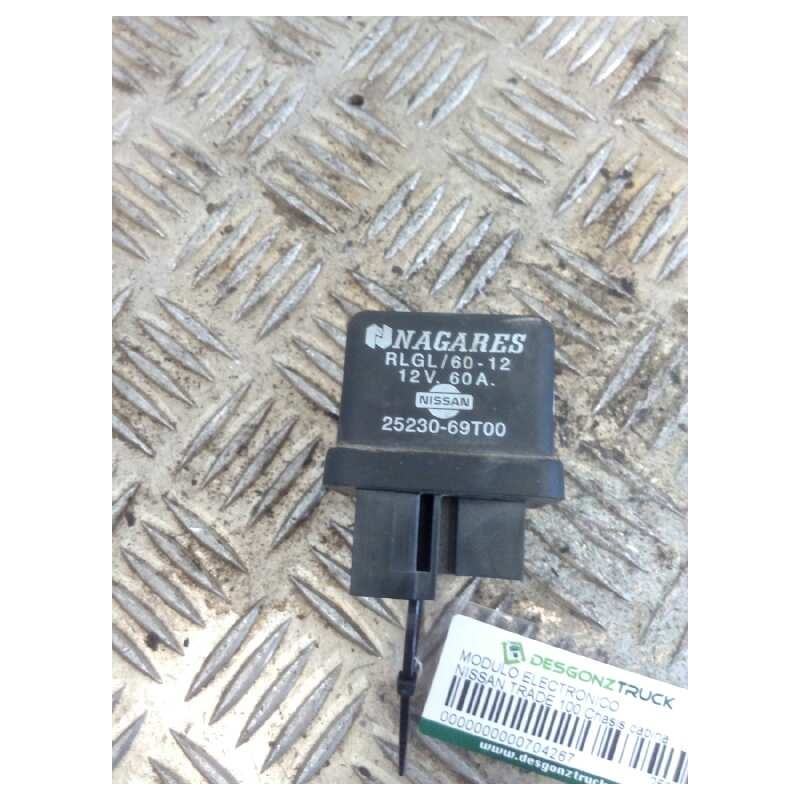 NAGARES
RLGL/60-12
12V. 60A.
NISSAN
25230-69T00
DESGONZTRUCK
MODULO ELECTRONICO
NISSAN TRADE 100 Chasis cabina
0000000000704267
www.desgonztruck